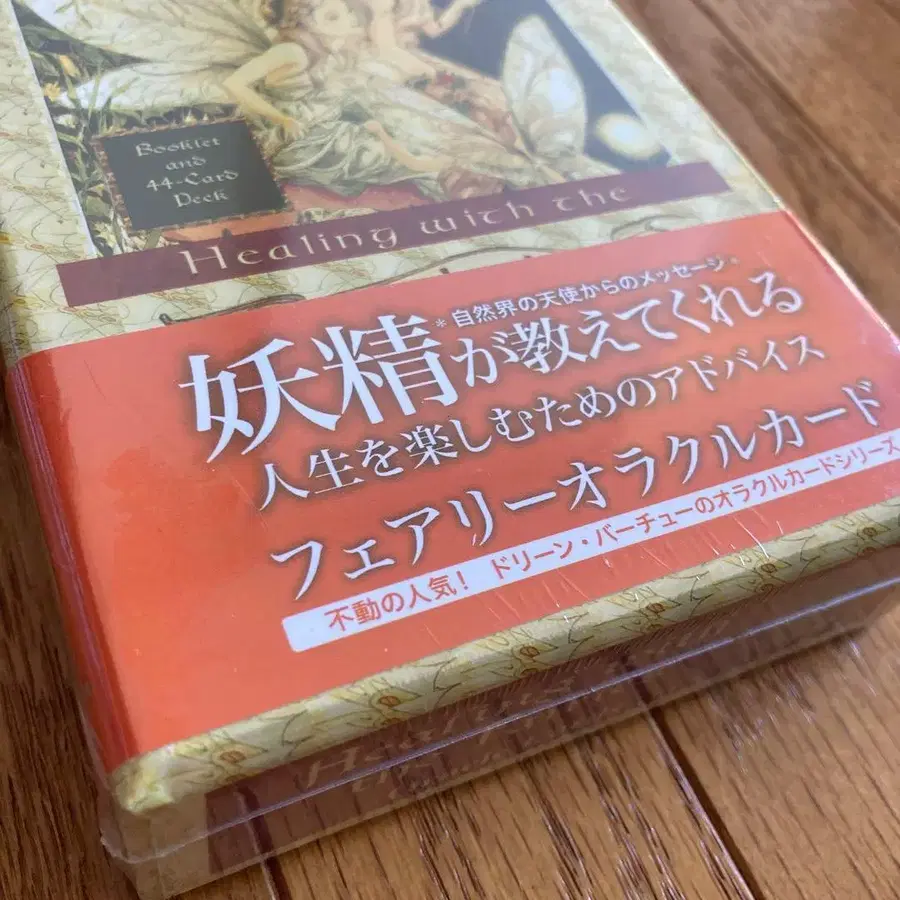 Booklet
and
44-Card
Deck
Healing with the
*自然界の天使からのメッセージ。
妖精が教えてくれる
人生を楽しむためのアドバイス
フェアリーオラクルカード
不動の人気! ドリーン・バーチューのオラクルカードシリーズ
Healing with